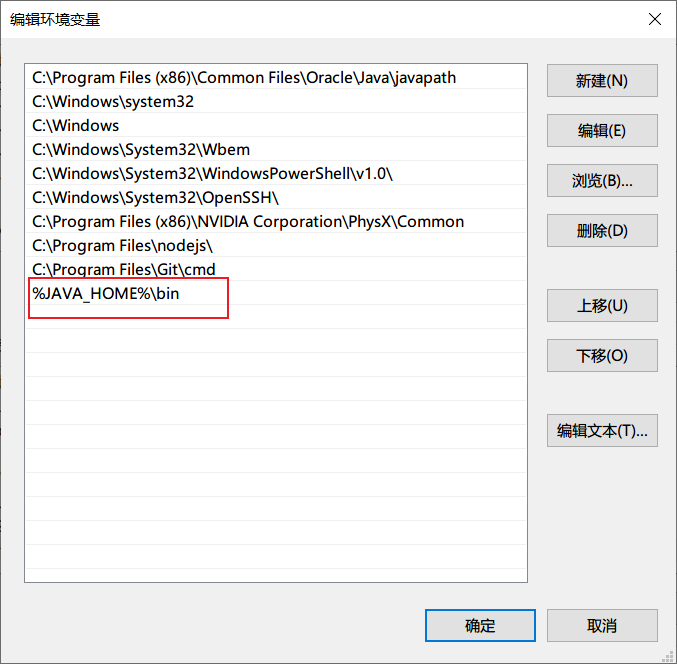 编辑环境变量
C:\Program Files (x86)\Common Files\Oracle\Java\javapath
C:\Windows\system32
C:\Windows
C:\Windows\System32\Wbem
C:\Windows\System32\WindowsPowerShell\v1.0\
C:\Windows\System32\OpenSSH\
C:\Program Files (x86)\NVIDIA Corporation\PhysX\Common
C:\Program Files\nodejs\
C:\Program Files\Git\cmd
%JAVA_HOME%\bin
新建(N)
编辑(E)
浏览(B)...
删除(D)
上移(U)
下移(O)
编辑文本(T)...
确定
取消